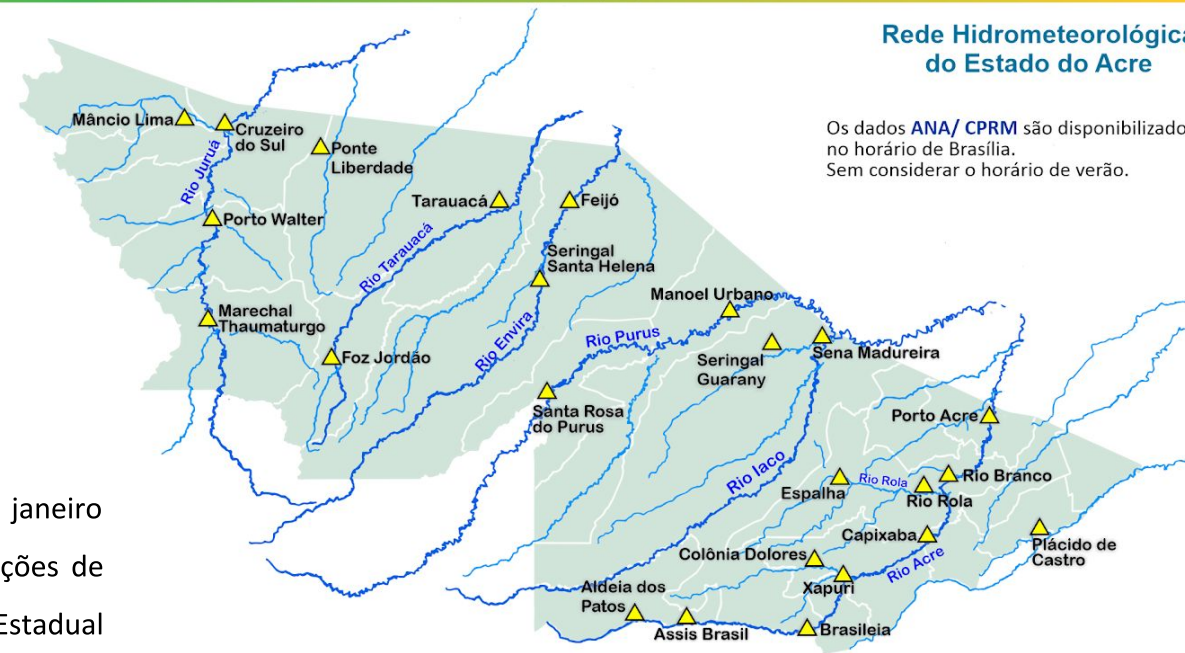 Rede Hidrometeorológica
do Estado do Acre
Os dados ANA/ CPRM são disponibilizado
no horário de Brasília.
Sem considerar o horário de verão.
Mâncio Lima
Cruzeiro
do Sul
Ponte
Liberdade
Rio Juruá
Tarauacá
Feijó
Porto Walter
Rio Tarauacá
Seringal
Santa Helena
Manoel Urbano
Marechal
Thaumaturgo
Rio Envira
Rio Purus
Foz Jordão
Seringal
Guarany
Sena Madureira
Santa Rosa
do Purus
Porto Acre
Rio Iaco
Espalha
Rio Rola
Rio Branco
Rio Rola
janeiro
ções de
Estadual
Capixaba
Plácido de
Castro
Colônia Dolores
Rio Acre
Xapuri
Aldeia dos
Patos
Assis Brasil
Brasileia